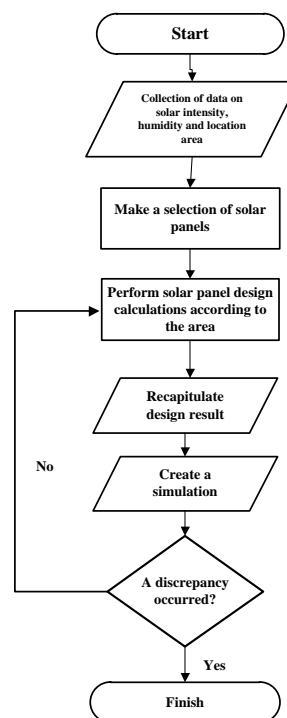 Start
Collection of data on
solar intensity,
humidity and location
area
Make a selection of solar
panels
Perform solar panel design
calculations according to
the area
Recapitulate
design result
No
Create a
simulation
A discrepancy
occurred?
Yes
Finish